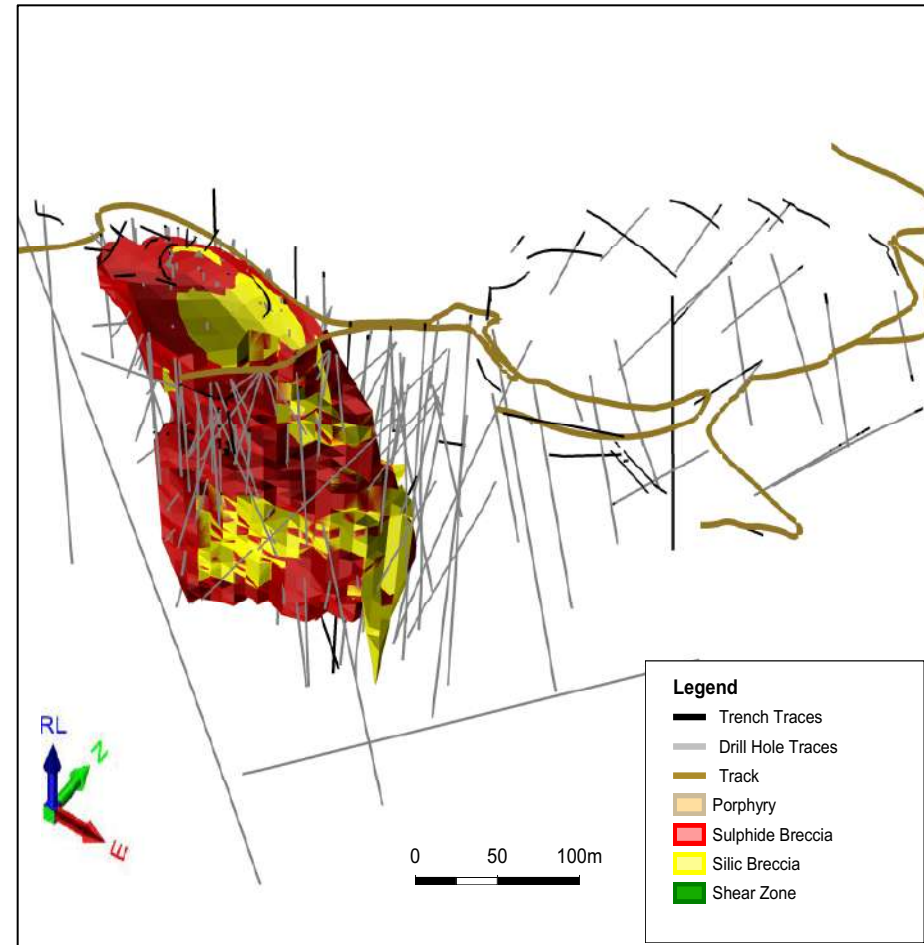 Legend
Trench Traces
Drill Hole Traces
Track
Porphyry
Sulphide Breccia
Silic Breccia
Shear Zone
RL
N
E
0 50 100m